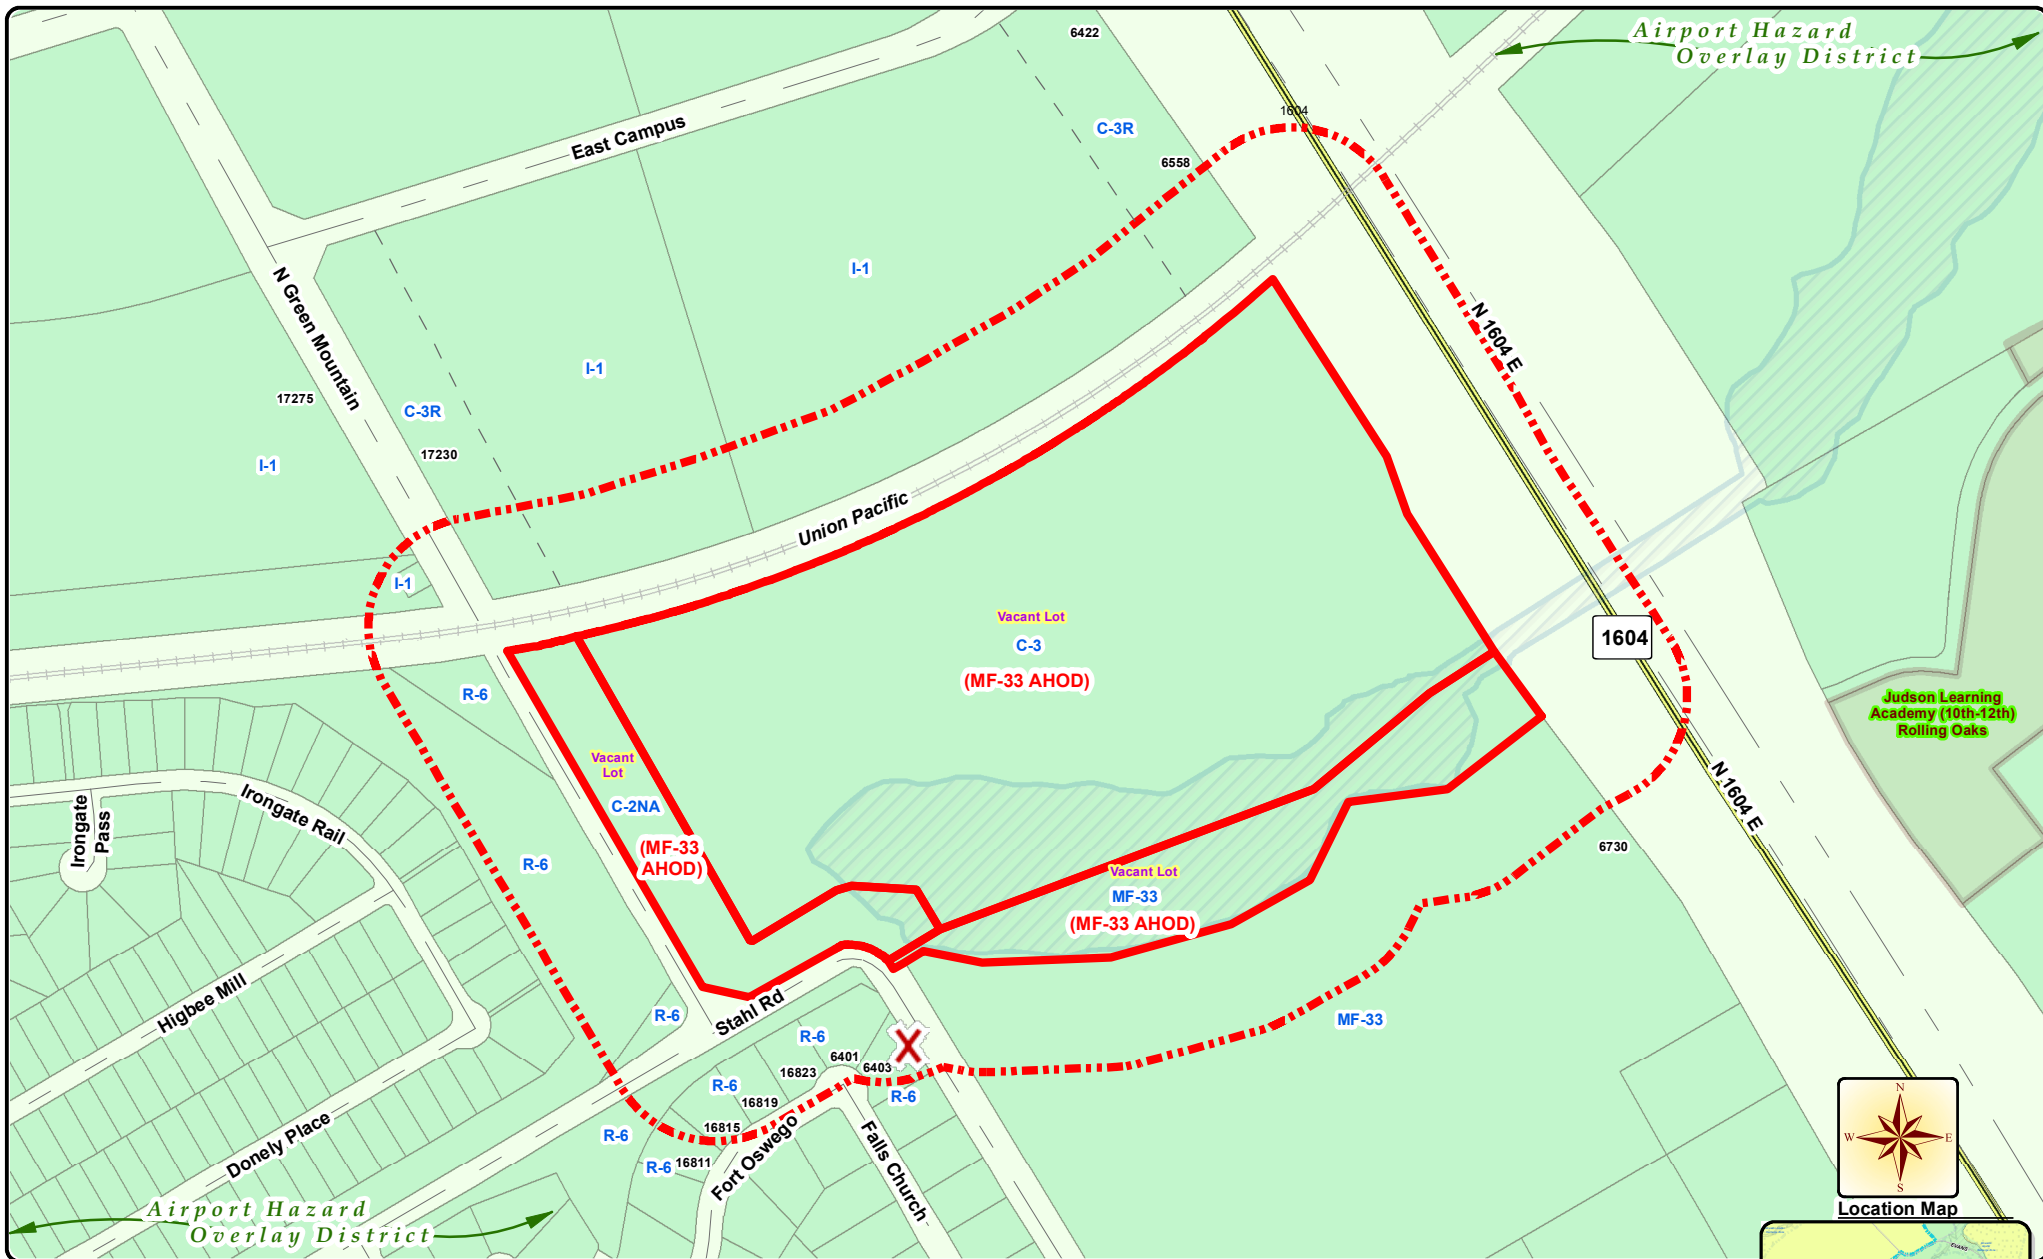 6422
Airport Hazard
Overlay District
1604
East Campus
C-3R
6558
I-1
N Green Mountain
I-1
17275
C-3R
17230
I-1
N 1604 E
Union Pacific
I-1
Vacant Lot
C-3
(MF-33 AHOD)
1604
R-6
Judson Learning
Academy (10th-12th)
Rolling Oaks
Vacant
Lot
C-2NA
(MF-33
AHOD)
N 1604 E
Irongate
Pass
Irongate Rail
R-6
6730
Vacant Lot
MF-33
(MF-33 AHOD)
Higbee Mill
R-6
Stahl Rd
R-6
X
MF-33
6401
6403
16823
R-6
R-6
16819
16815
R-6
R-6
16811
Fort Oswego
Falls Church
Donely Place
Airport Hazard
Overlay District
N
W
E
S
Location Map
EVANS